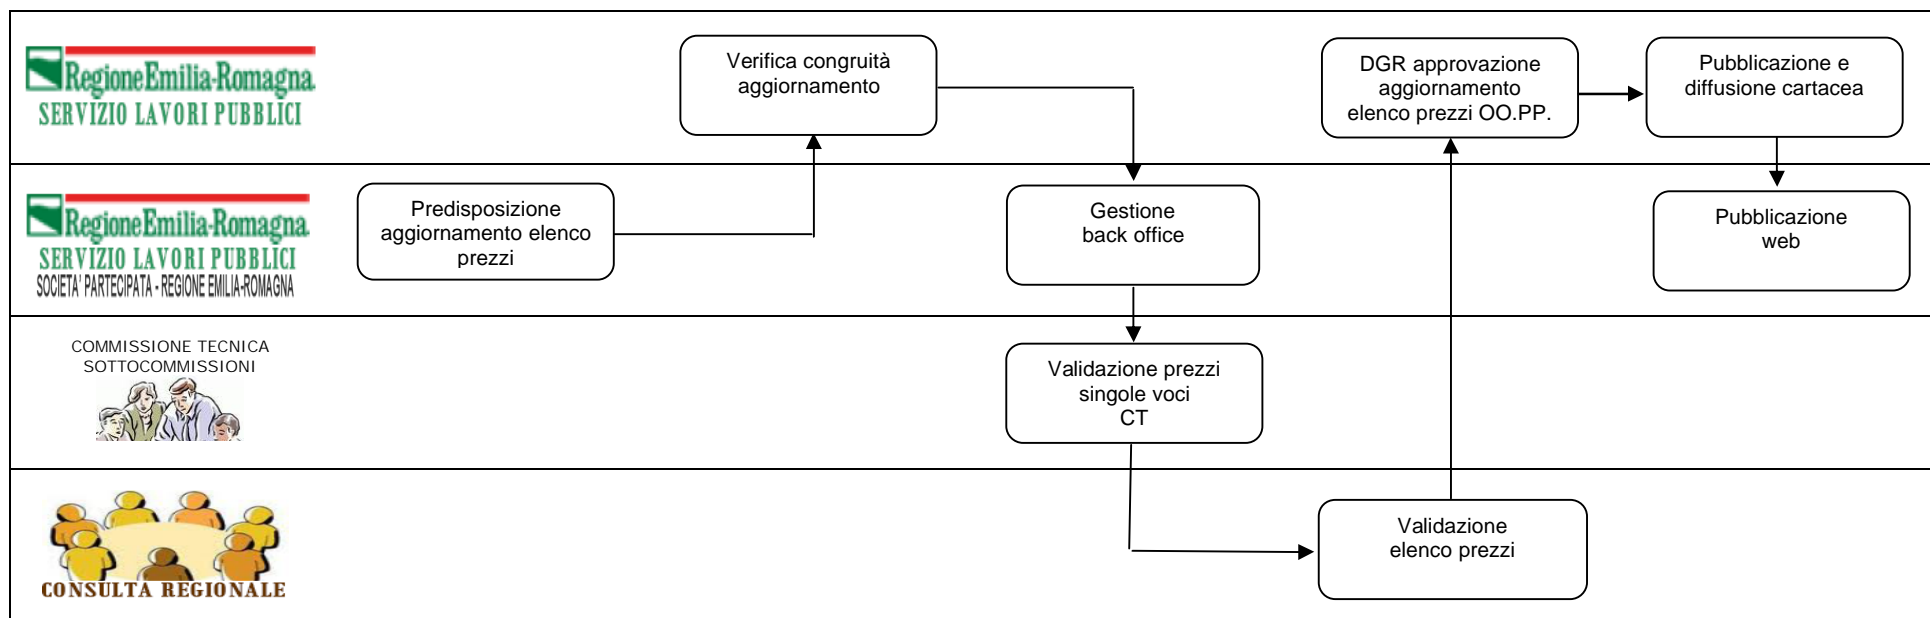 RegioneEmilia-Romagna
SERVIZIO LAVORI PUBBLICI
Verifica congruità
aggiornamento
DGR approvazione
aggiornamento
elenco prezzi OO.PP.
Pubblicazione e
diffusione cartacea
RegioneEmilia-Romagna
SERVIZIO LAVORI PUBBLICI
SOCIETA' PARTECIPATA - REGIONE EMILIA-ROMAGNA
Predisposizione
aggiornamento elenco
prezzi
Gestione
back office
Pubblicazione
web
COMMISSIONE TECNICA
SOTTOCOMMISSIONI
Validazione prezzi
singole voci
CT
CONSULTA REGIONALE
Validazione
elenco prezzi